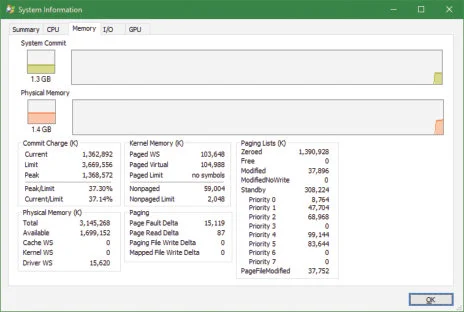 System Information
Summary CPU Memory I/O GPU
System Commit
1.3 GB
Physical Memory
1.4 GB
Commit Charge (K)
Current 1,362,892
Limit 3,669,556
Peak 1,368,572
Peak/Limit 37.30%
Current/Limit 37.14%
Physical Memory (K)
Total 3,145,268
Available 1,699,152
Cache WS 0
Kernel WS 0
Driver WS 15,620
Kernel Memory (K)
Paged WS 103,648
Paged Virtual 104,988
Paged Limit no symbols
Nonpaged 59,004
Nonpaged Limit 2,048
Paging
Page Fault Delta 15,119
Page Read Delta 87
Paging File Write Delta 0
Mapped File Write Delta 0
Paging Lists (K)
Zeroed 1,390,928
Free 0
Modified 37,896
ModifiedNoWrite 0
Standby 308,224
Priority 0 8,764
Priority 1 47,704
Priority 2 68,968
Priority 3 0
Priority 4 99,144
Priority 5 83,644
Priority 6 0
Priority 7 0
PageFileModified 37,752
OK